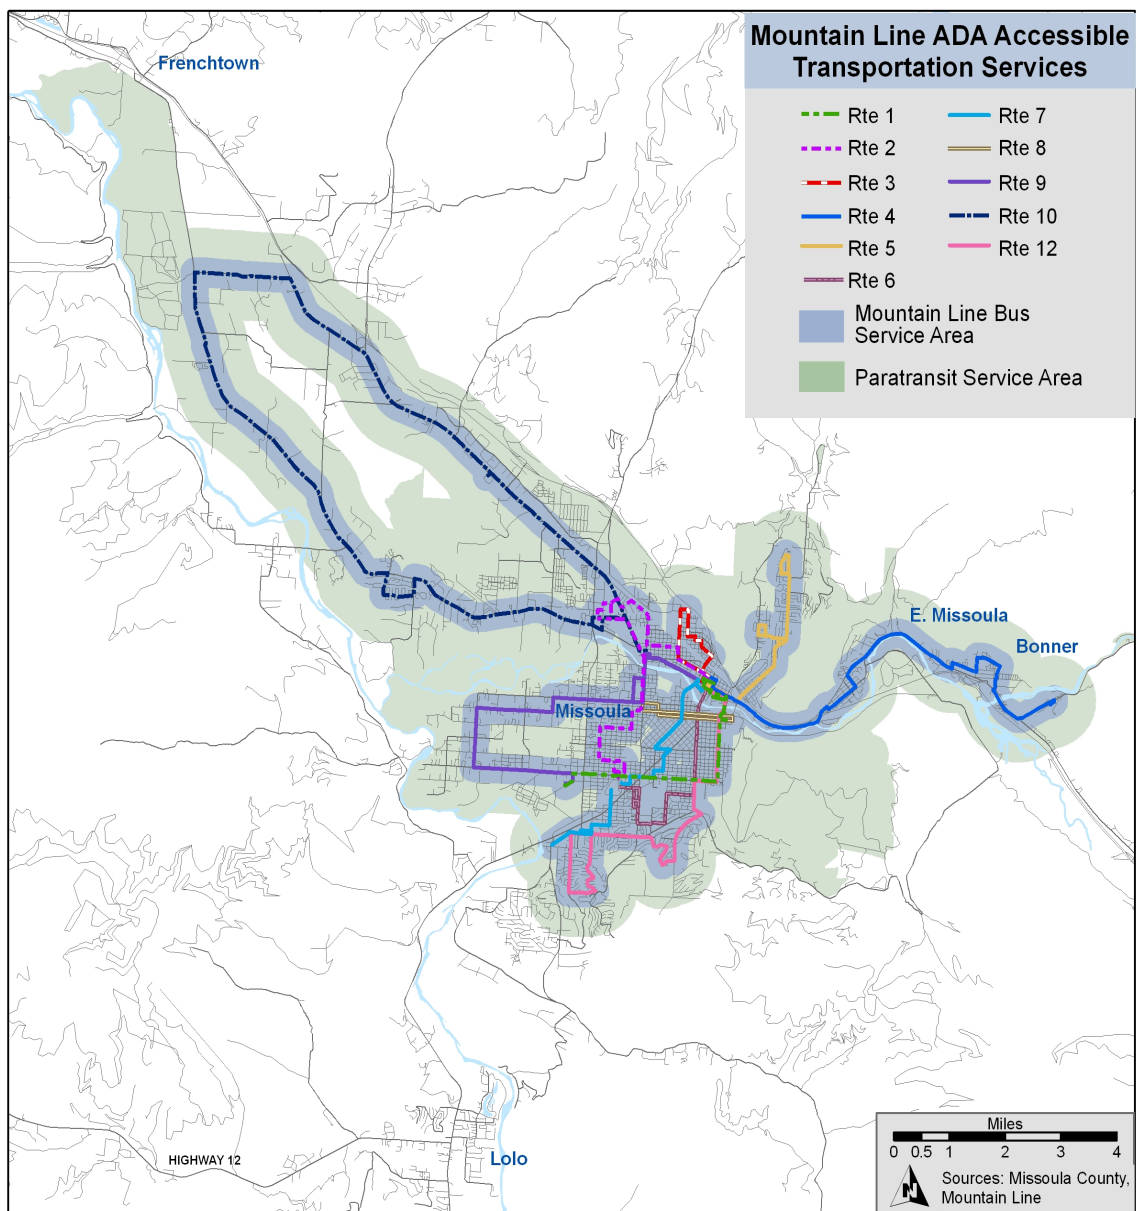 Mountain Line ADA Accessible
Transportation Services
Rte 1
Rte 2
Rte 3
Rte 4
Rte 5
Rte 6
Rte 7
Rte 8
Rte 9
Rte 10
Rte 12
Mountain Line Bus
Service Area
Paratransit Service Area
Frenchtown
E. Missoula
Bonner
Missoula
Lolo
HIGHWAY 12
Miles
0 0.5 1 2 3 4
N
Sources: Missoula County,
Mountain Line